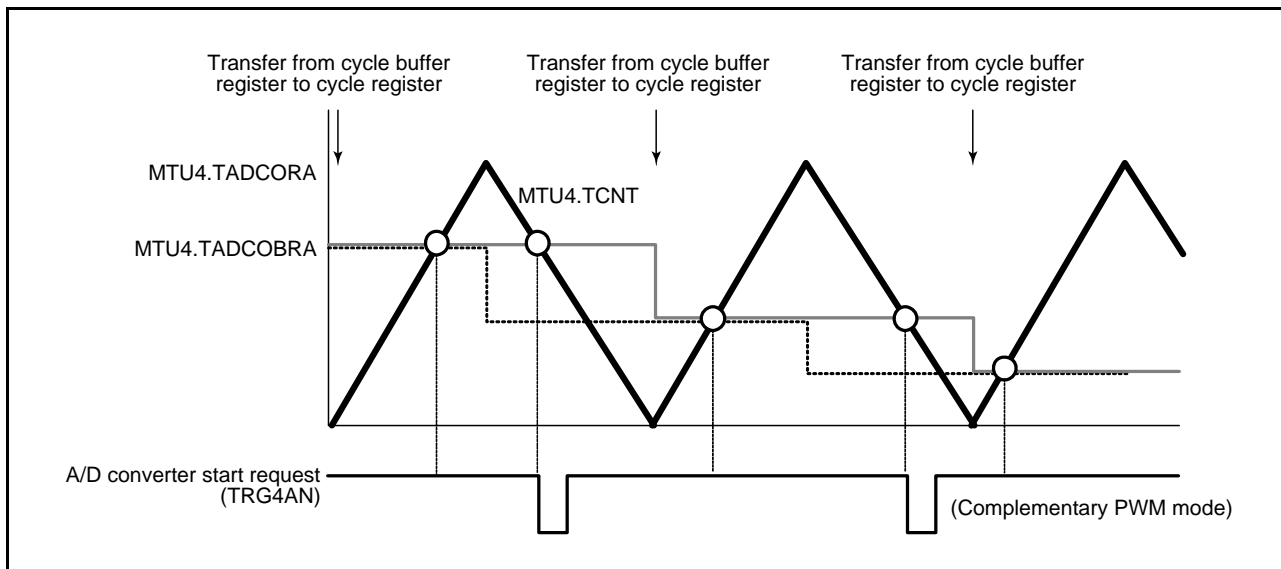 Transfer from cycle buffer
register to cycle register
Transfer from cycle buffer
register to cycle register
Transfer from cycle buffer
register to cycle register
MTU4.TADCORA
MTU4.TCNT
MTU4.TADCOBRA
A/D converter start request
(TRG4AN)
(Complementary PWM mode)